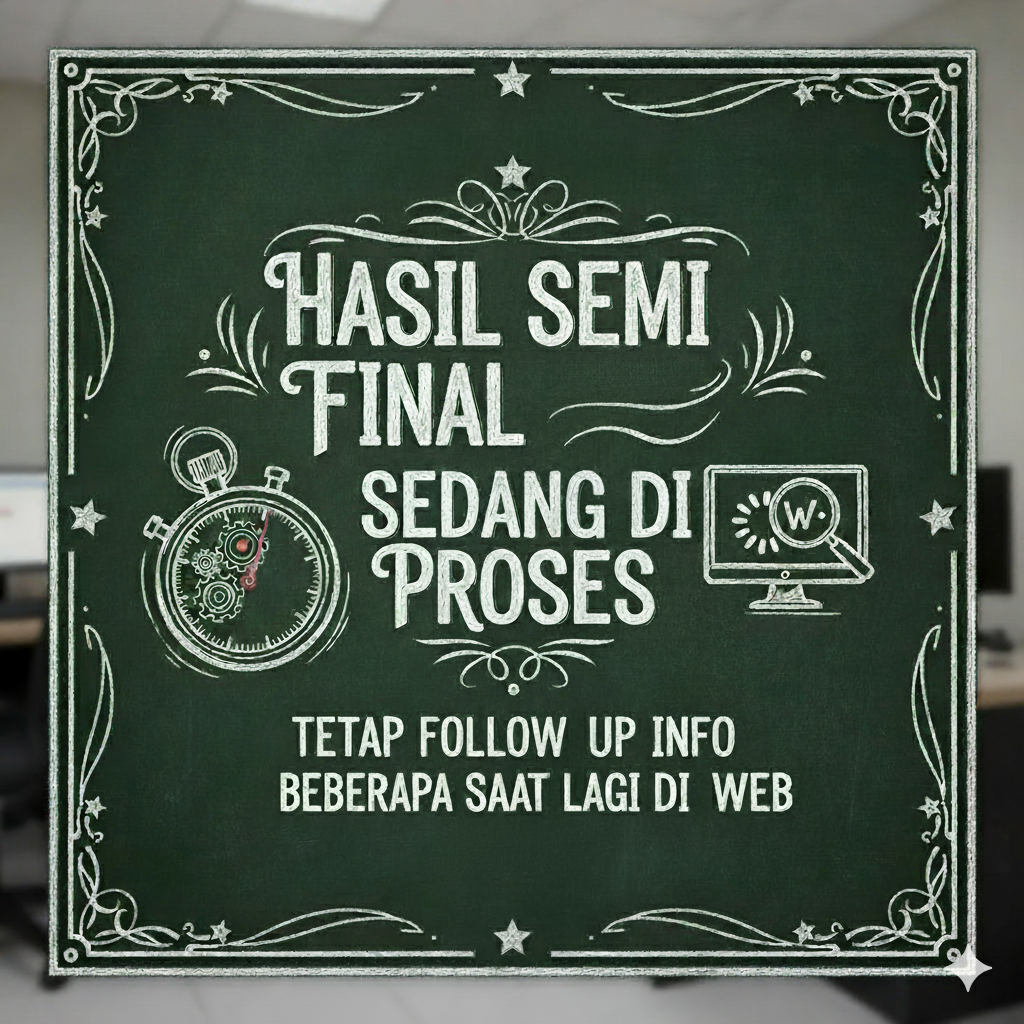 HASIL SEMI
FINAL
SEDANG DI
PROSES
W.
TETAP FOLLOW UP INFO
BEBERAPA SAAT LAGI DI WEB